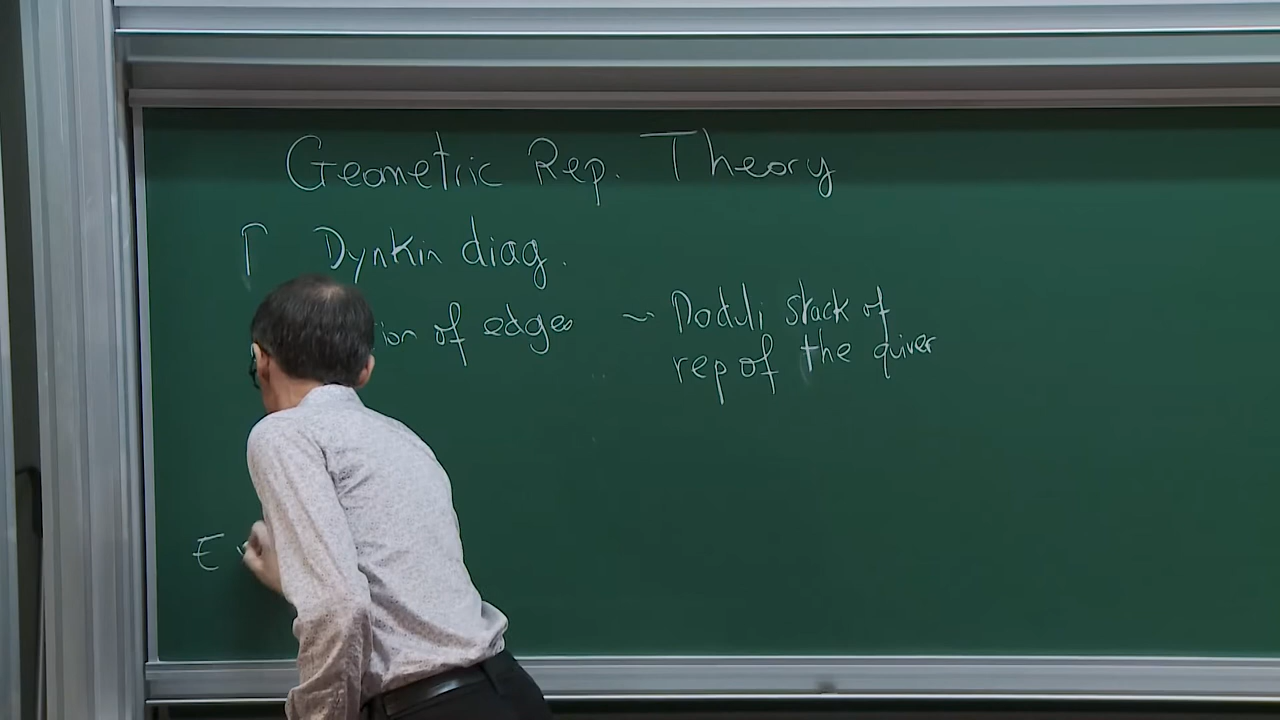 Geometric Rep. Theory
Γ Dynkin diag.
ion of edges ~ Moduli stack of
rep of the quiver
E